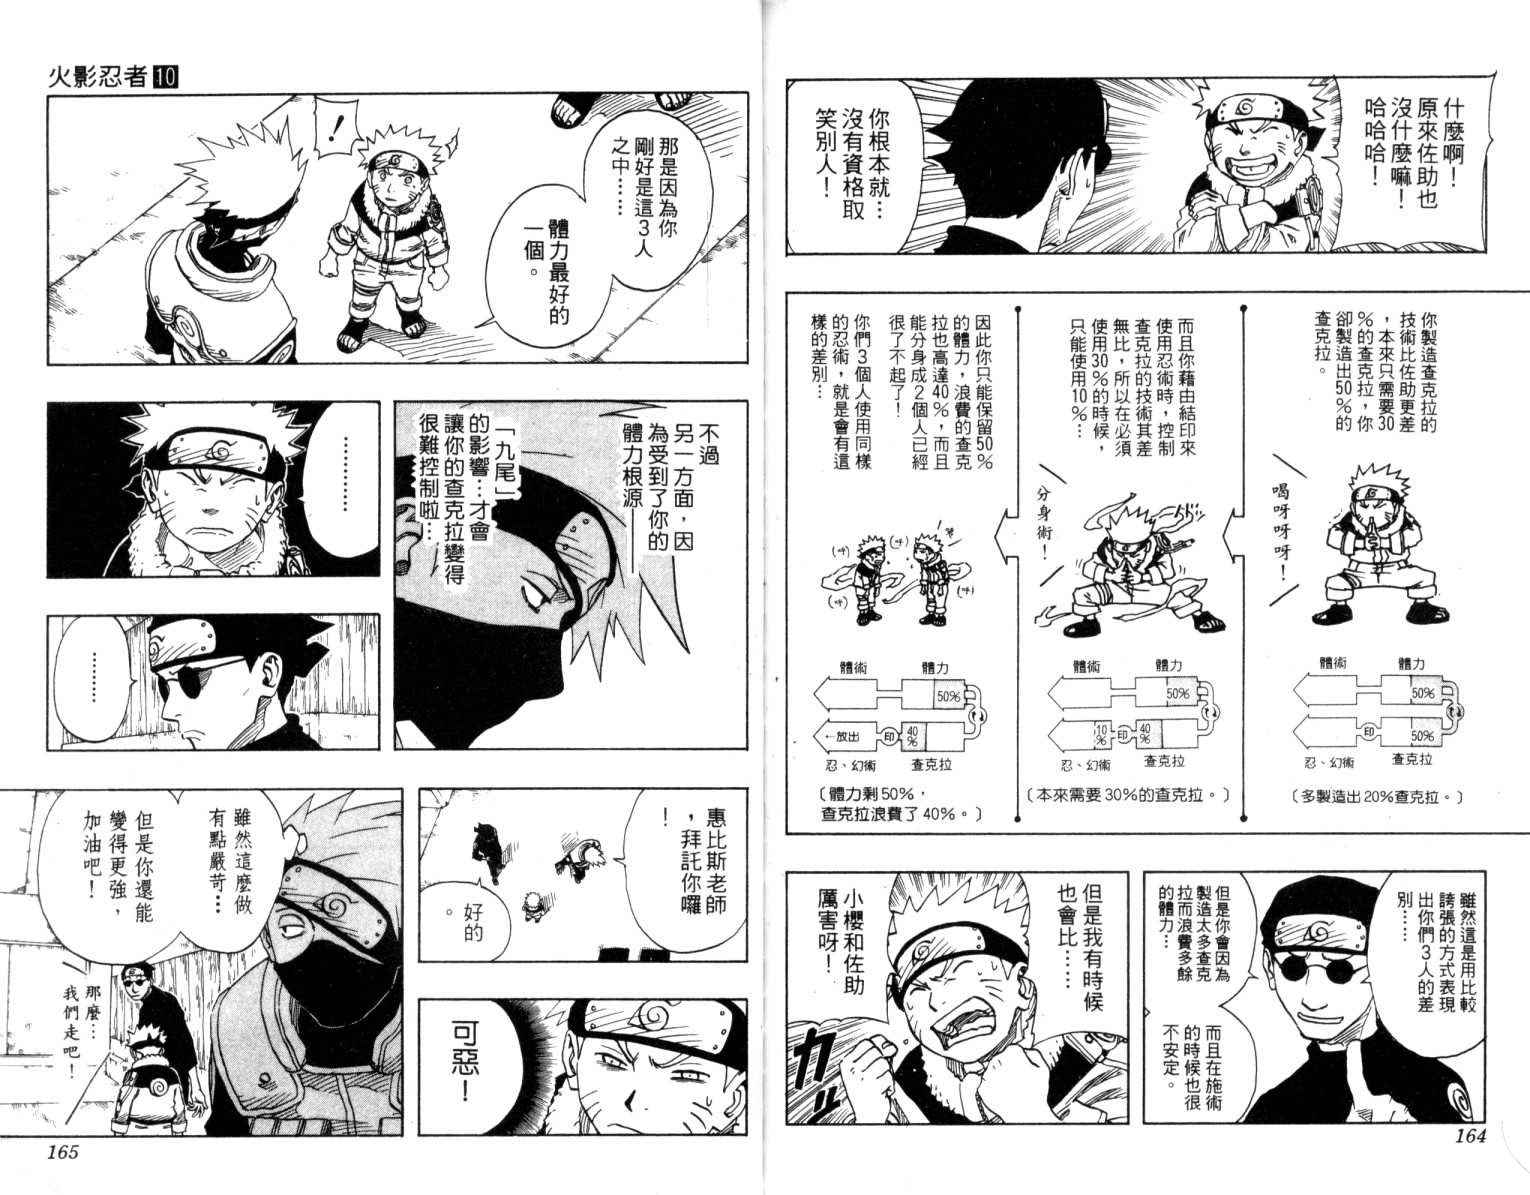 什麼啊！
原來佐助也
沒什麼嘛！
哈哈哈！
你根本就…
沒有資格取
笑別人！
你製造查克拉的
技術比佐助更差
，本來只需要30
%的查克拉，你
卻製造出50%的
查克拉。
喝呀呀呀！
體術
體力
50%
印
50%
忍、幻術
查克拉
（多製造出20%查克拉。）
而且你藉由結印來
使用忍術時，控制
查克拉的技術其差
無比，所以在必須
使用30%的時候，
只能使用10%…
分身術！
體術
體力
50%
10%
印
40%
忍、幻術
查克拉
（本來需要30%的查克拉。）
因此你只能保留50%
的體力，浪費的查克
拉也高達40%，而且
能分身成2個人已經
很了不起了！
你們3個人使用同樣
的忍術，就是會有這
樣的差別…
(呼)
(呼)
(呼)
(呼)
體術
體力
50%
←放出
印
40%
忍、幻術
查克拉
（體力剩50%，
查克拉浪費了40%。）
雖然這是用比較
誇張的方式表現
出你們3人的差
別……
但是你會因為
製造太多查克
拉而浪費多餘
的體力…
而且在施術
的時候也很
不安定。
但是我有時候
也會比……
小櫻和佐助
厲害呀！
カッ
164
火影忍者10
那是因為你
剛好是這3人
之中……
體力最好的
一個。
！
不過
另一方面，因
為受到了你的
體力根源──
「九尾」
的影響…才會
讓你的查克拉變得
很難控制啦…
………
………
惠比斯老師
，拜託你囉
！
好的
。
雖然這麼做
有點嚴苛…
但是你還能
變得更強，
加油吧！
那麼…
我們走吧！
可惡！
165